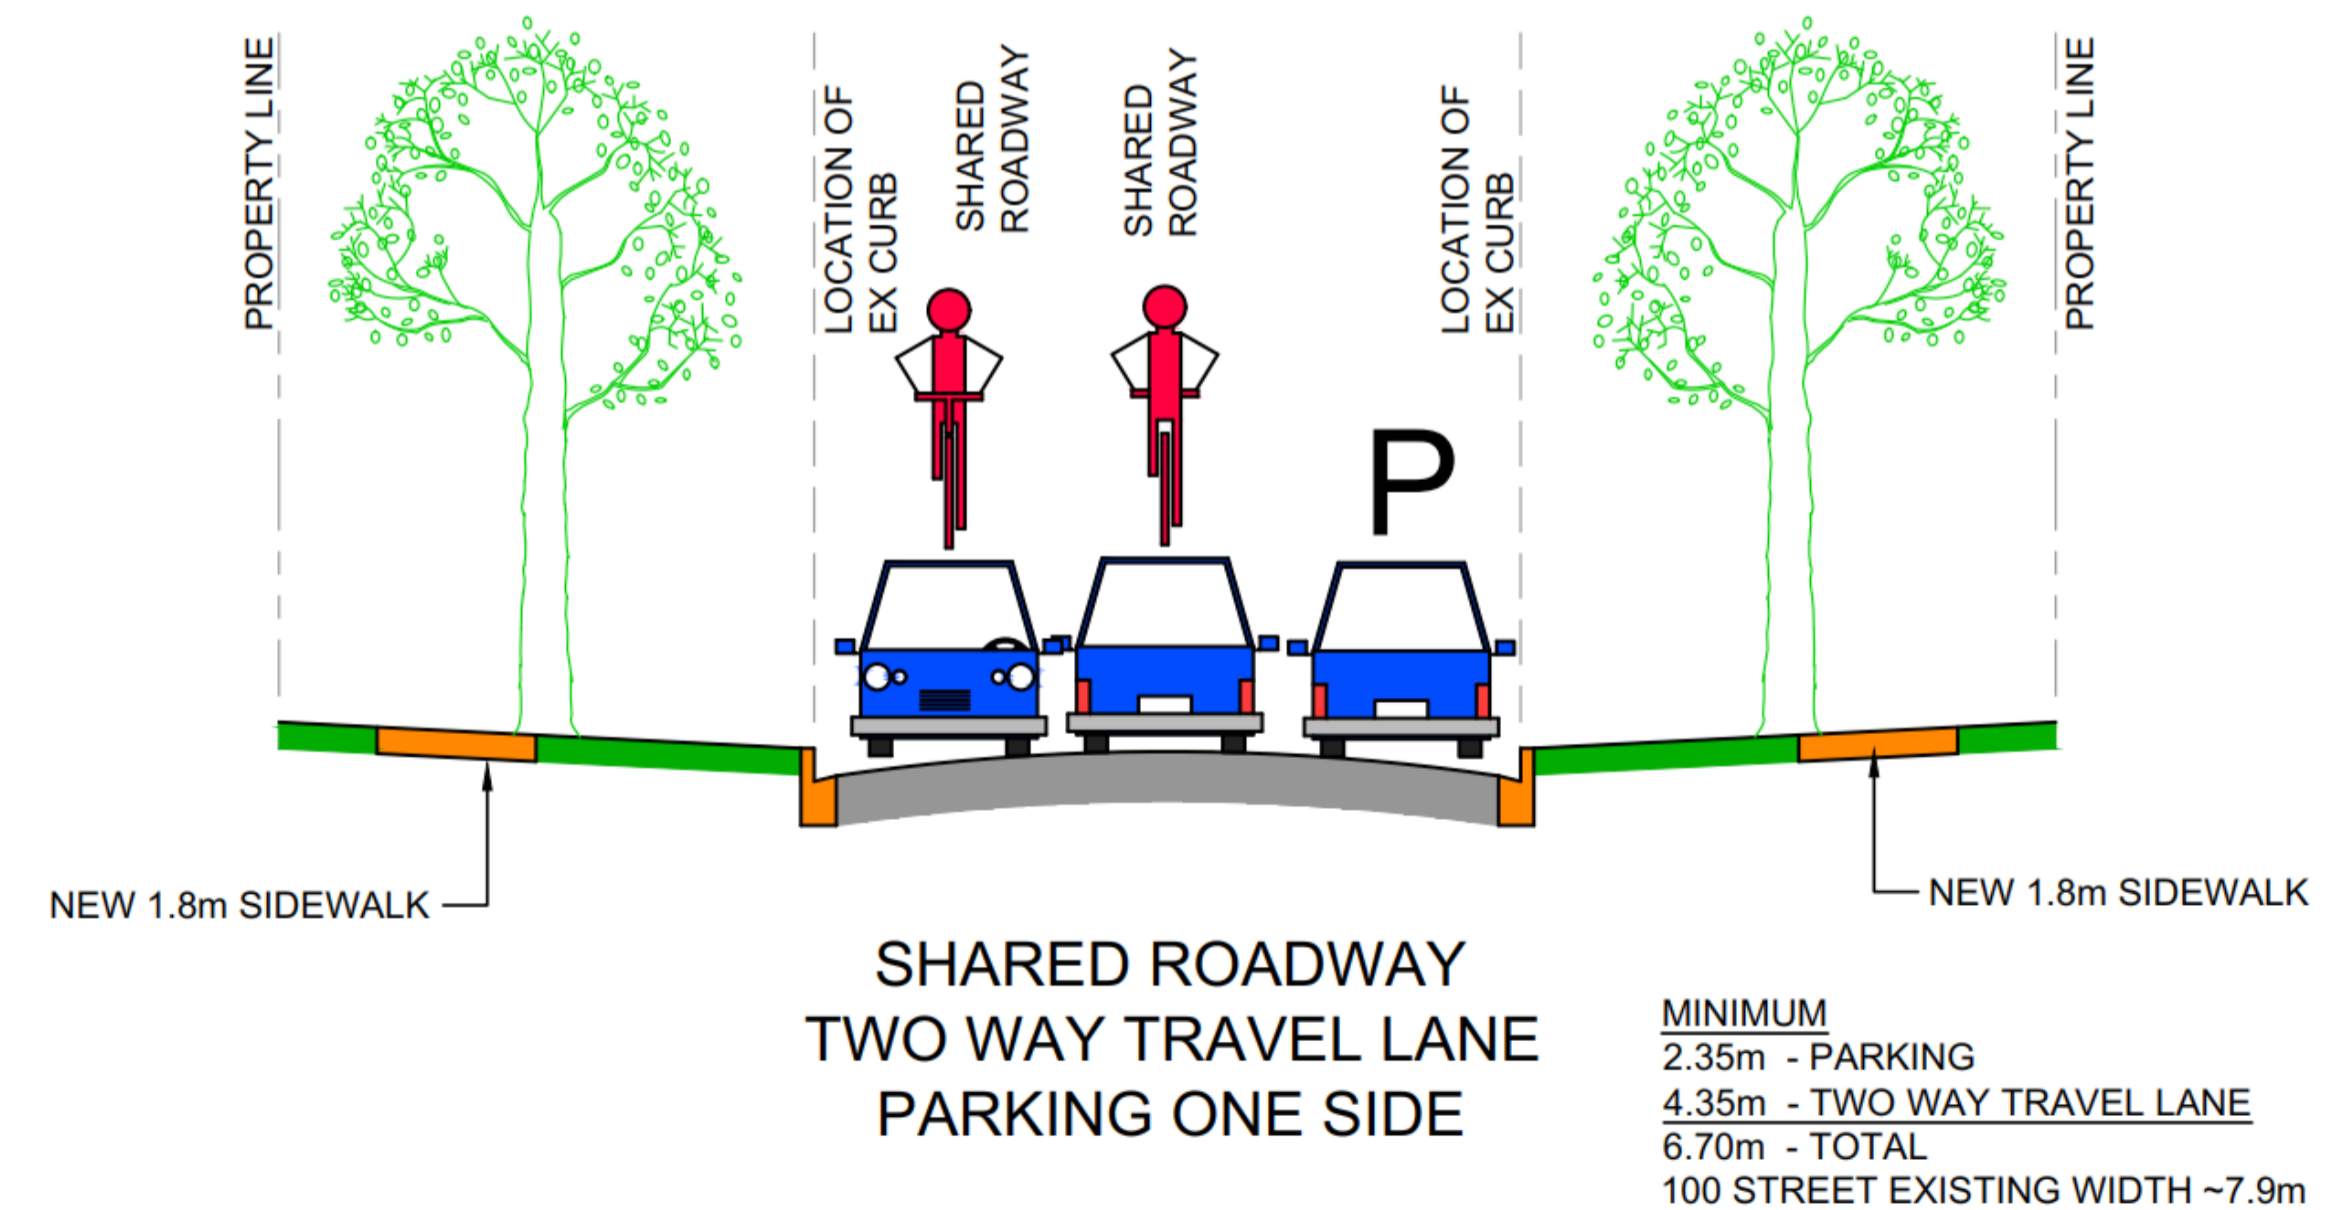 PROPERTY LINE
LOCATION OF
EX CURB
SHARED
ROADWAY
SHARED
ROADWAY
LOCATION OF
EX CURB
PROPERTY LINE
P
NEW 1.8m SIDEWALK
NEW 1.8m SIDEWALK
SHARED ROADWAY
TWO WAY TRAVEL LANE
PARKING ONE SIDE
MINIMUM
2.35m - PARKING
4.35m - TWO WAY TRAVEL LANE
6.70m - TOTAL
100 STREET EXISTING WIDTH ~7.9m